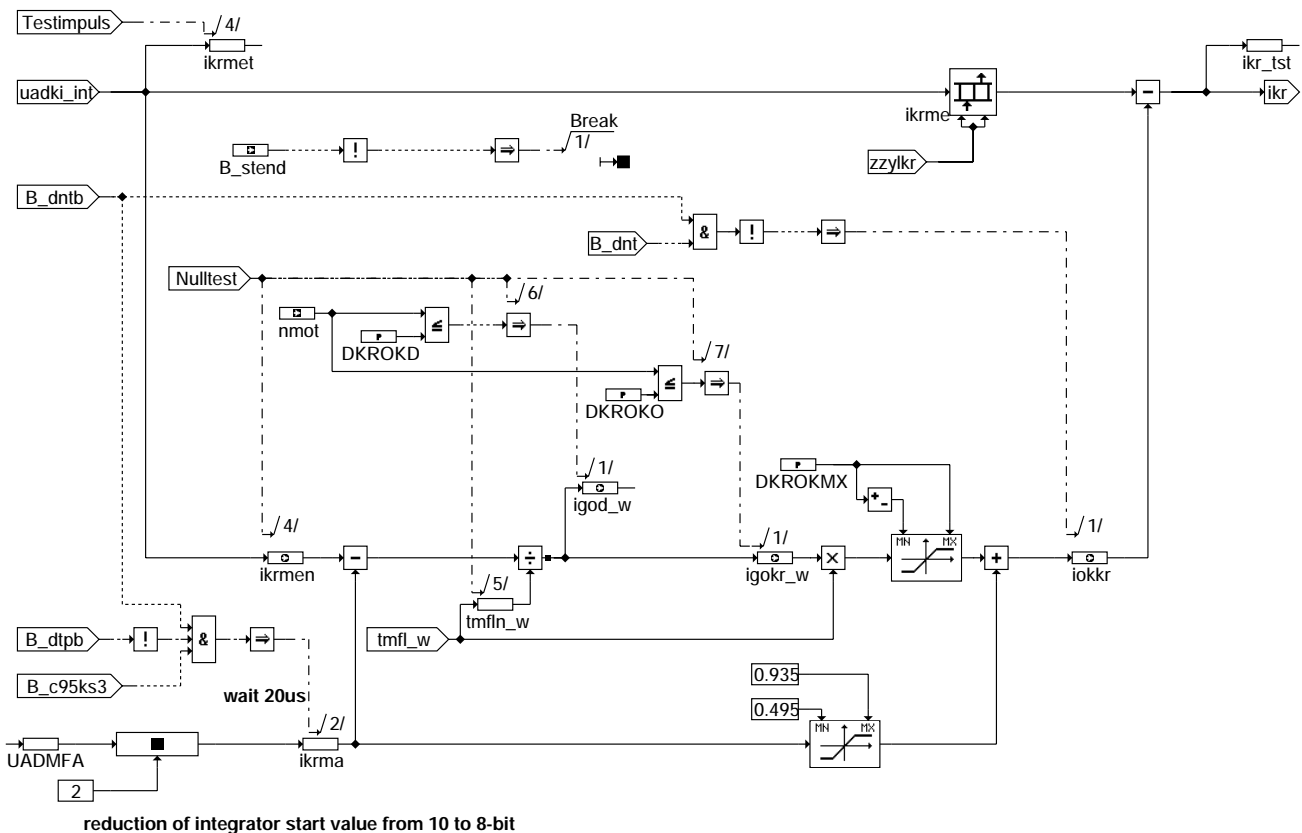 Testimpuls
/4/
ikrmet
ikr_tst
uadki_int
ikrme
ikr
Break
/1/
B_stend
!
⇒
zzylkr
B_dntb
B_dnt
&
!
⇒
Nulltest
/6/
nmot
P
DKROKD
≤
⇒
/7/
P
DKROKO
≤
⇒
/1/
igod_w
P
DKROKMX
+
-
/4/
ikrmen
-
÷
/1/
igokr_w
×
MN MX
+
/1/
iokkr
-
/5/
tmfln_w
tmfl_w
B_dtpb
!
&
⇒
B_c95ks3
wait 20us
/2/
0.935
0.495
MN MX
UADMFA
ikrma
2
reduction of integrator start value from 10 to 8-bit